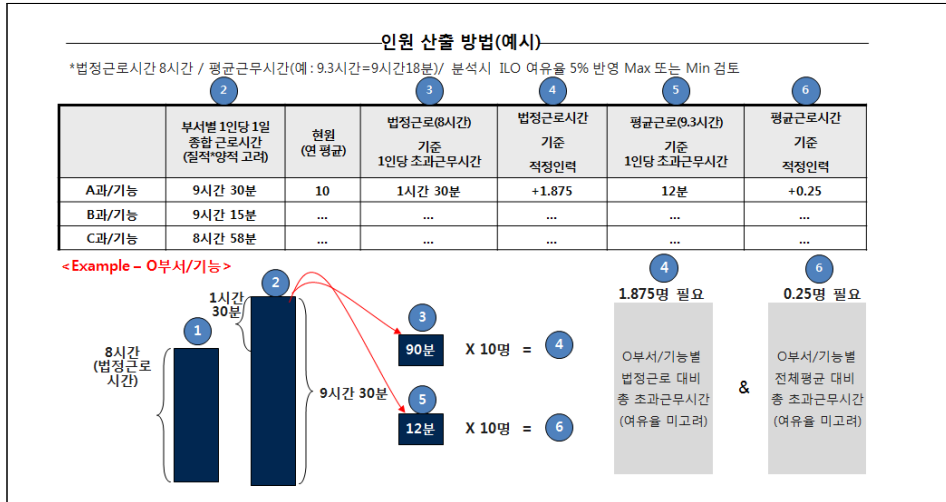 인원 산출 방법(예시)
*법정근로시간 8시간 / 평균근무시간(예: 9.3시간=9시간18분)/ 분석시 ILO 여유율 5% 반영 Max 또는 Min 검토
2
3
4
5
6
부서별 1인당 1일
종합 근로시간
(질적*양적 고려)
현원
(연 평균)
법정근로(8시간)
기준
1인당 초과근무시간
법정근로시간
기준
적정인력
평균근로(9.3시간)
기준
1인당 초과근무시간
평균근로시간
기준
적정인력
A과/기능 9시간 30분 10 1시간 30분 +1.875 12분 +0.25
B과/기능 9시간 15분 ... ... ... ... ...
C과/기능 8시간 58분 ... ... ... ... ...
<Example – O부서/기능>
1
8시간
(법정근로
시간)
2
1시간
30분
9시간 30분
3
90분 X 10명 = 4
5
12분 X 10명 = 6
4
1.875명 필요
O부서/기능별
법정근로 대비
총 초과근무시간
(여유율 미고려)
&
6
0.25명 필요
O부서/기능별
전체평균 대비
총 초과근무시간
(여유율 미고려)